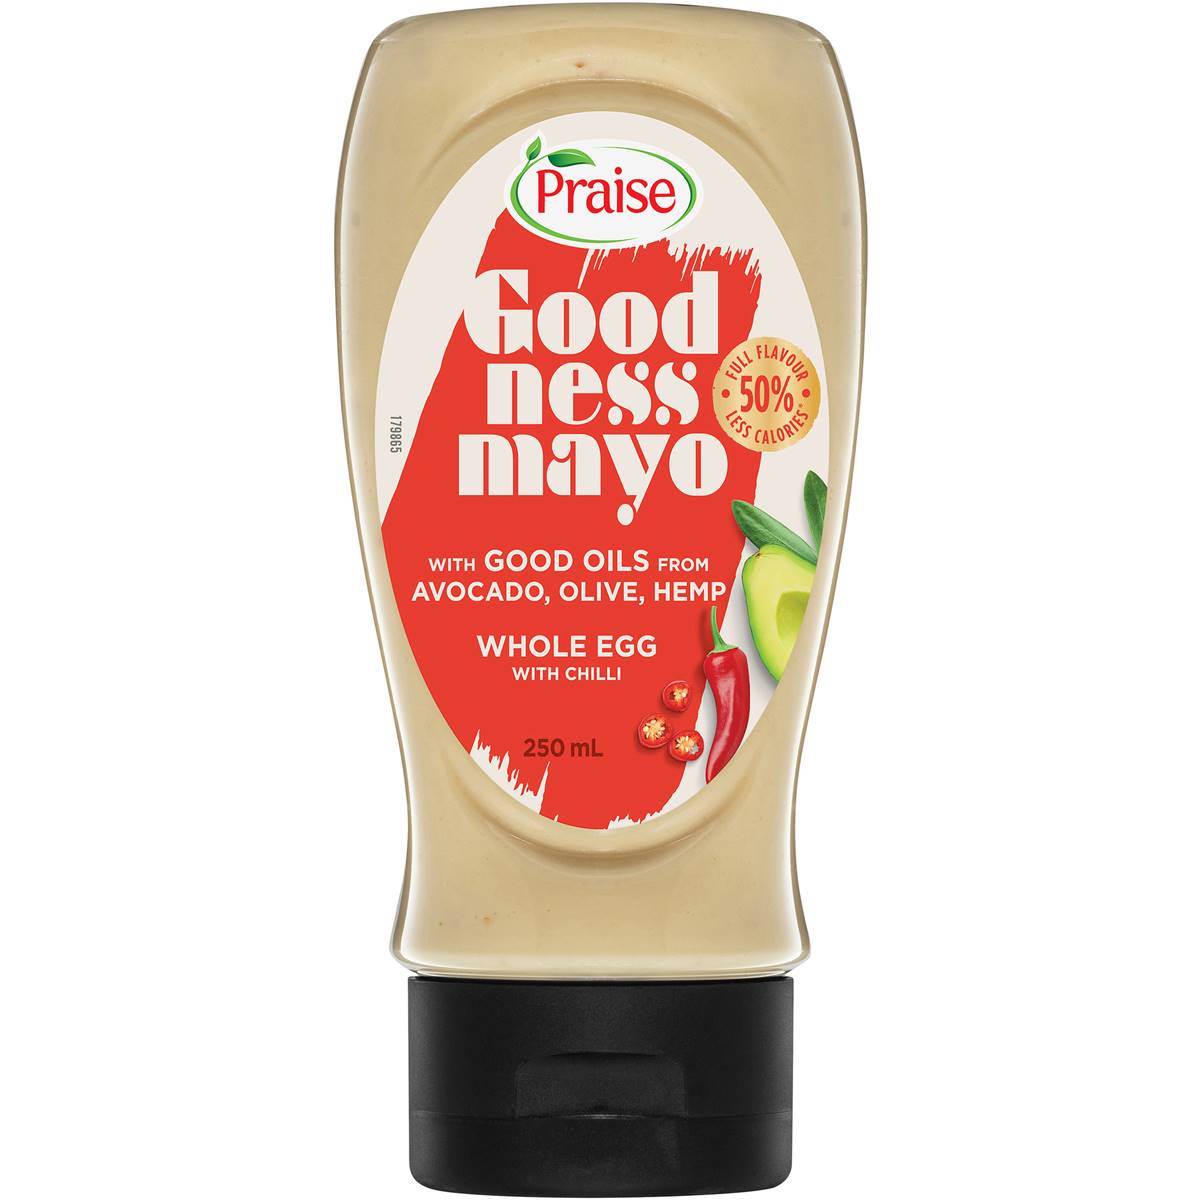 Praise
Good
ness
mayo
FULL FLAVOUR
50%
LESS CALORIES*
179865
WITH GOOD OILS FROM
AVOCADO, OLIVE, HEMP
WHOLE EGG
WITH CHILLI
250 mL